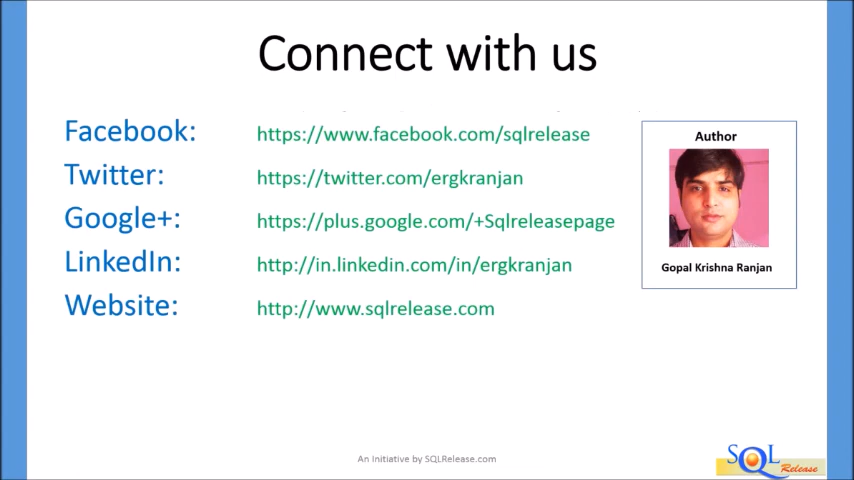 Connect with us
Facebook: https://www.facebook.com/sqlrelease
Twitter: https://twitter.com/ergkranjan
Google+: https://plus.google.com/+Sqlreleasepage
LinkedIn: http://in.linkedin.com/in/ergkranjan
Website: http://www.sqlrelease.com
Author
Gopal Krishna Ranjan
An Initiative by SQLRelease.com
SQL Release